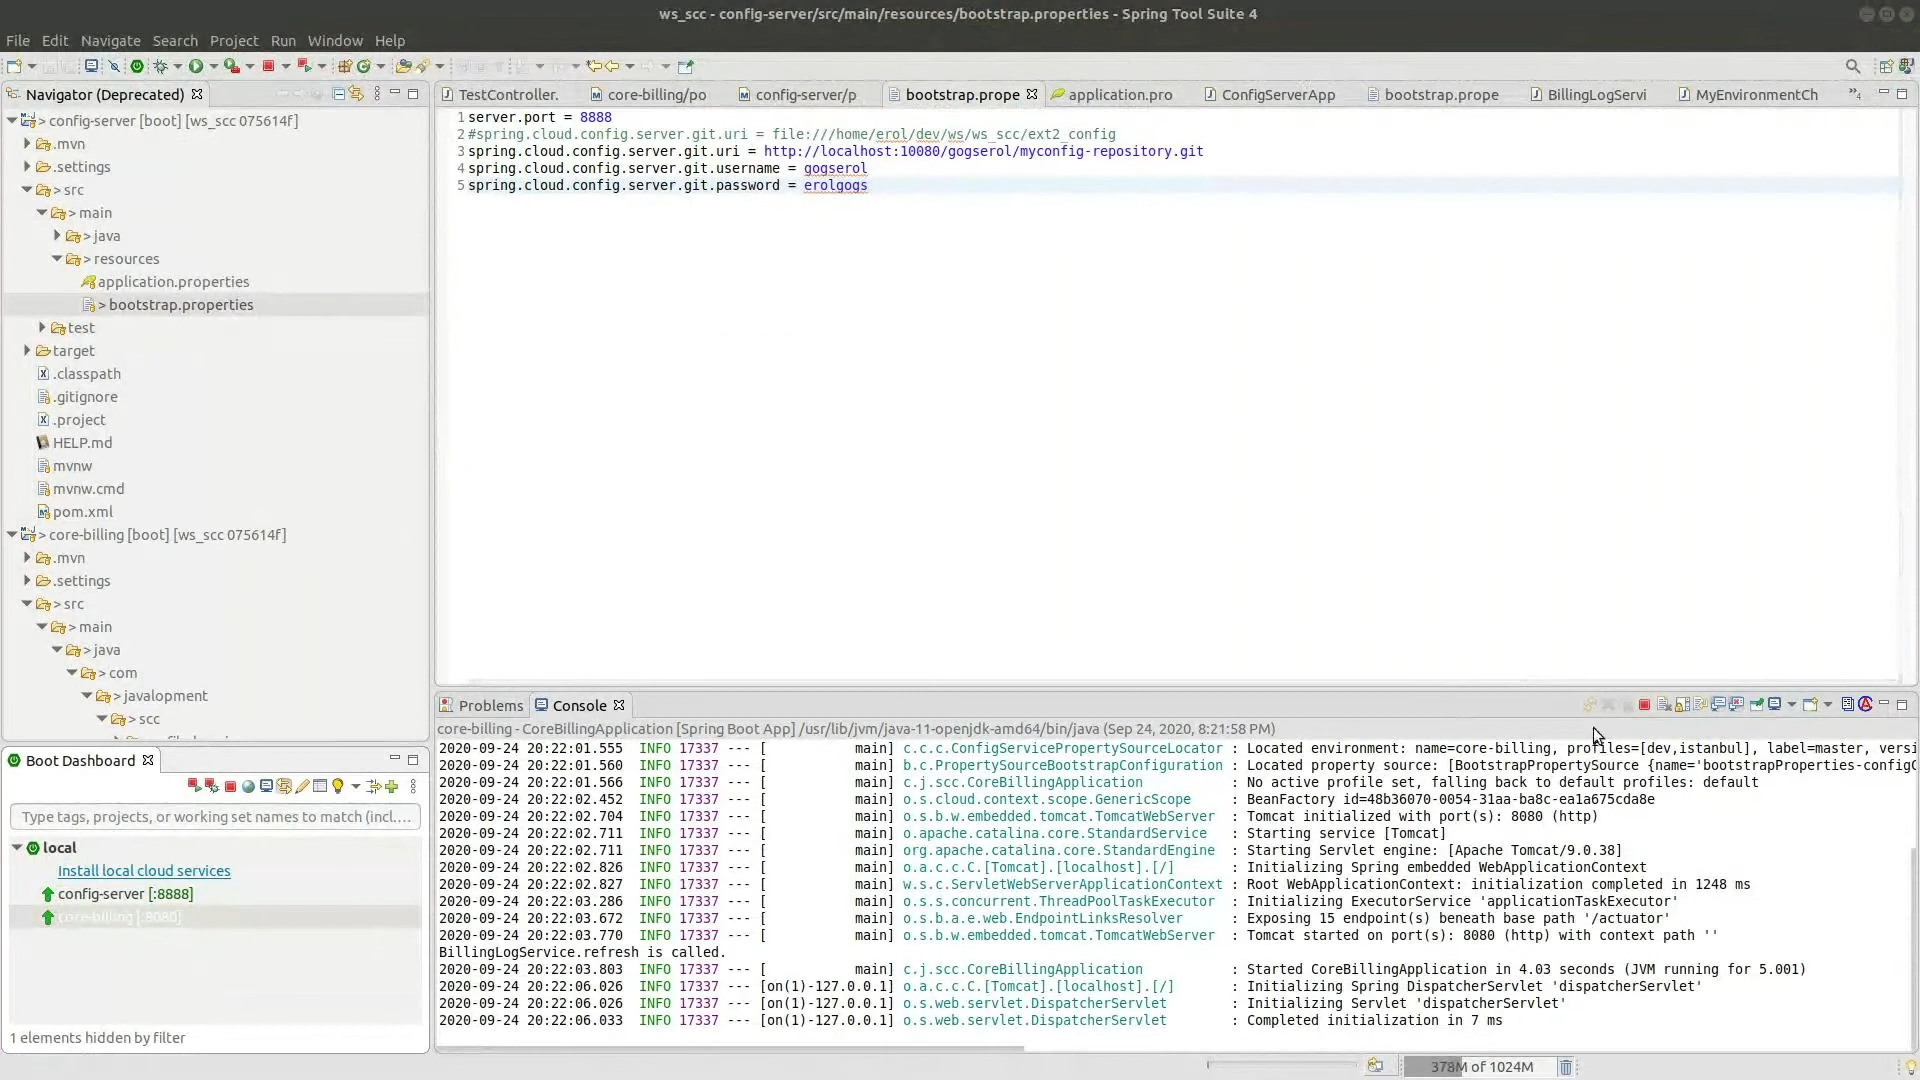 ws_scc - config-server/src/main/resources/bootstrap.properties - Spring Tool Suite 4
File Edit Navigate Search Project Run Window Help
Navigator (Deprecated)
> config-server [boot] [ws_scc 075614f]
> .mvn
.settings
> src
> main
> java
> resources
application.properties
> bootstrap.properties
test
target
.classpath
.gitignore
.project
HELP.md
mvnw
mvnw.cmd
pom.xml
> core-billing [boot] [ws_scc 075614f]
> .mvn
.settings
> src
> main
> java
> com
> javalopment
> scc
TestController. core-billing/po config-server/p bootstrap.prope application.pro ConfigServerApp bootstrap.prope BillingLogServi MyEnvironmentCh »4
1 server.port = 8888
2 #spring.cloud.config.server.git.uri = file:///home/erol/dev/ws/ws_scc/ext2_config
3 spring.cloud.config.server.git.uri = http://localhost:10080/gogserol/myconfig-repository.git
4 spring.cloud.config.server.git.username = gogserol
5 spring.cloud.config.server.git.password = erolgogs
Boot Dashboard
Type tags, projects, or working set names to match (incl....
local
Install local cloud services
config-server [:8888]
core-billing [:8080]
1 elements hidden by filter
Problems Console
core-billing - CoreBillingApplication [Spring Boot App] /usr/lib/jvm/java-11-openjdk-amd64/bin/java (Sep 24, 2020, 8:21:58 PM)
2020-09-24 20:22:01.555 INFO 17337 --- [ main] c.c.c.ConfigServicePropertySourceLocator : Located environment: name=core-billing, profiles=[dev,istanbul], label=master, versi
2020-09-24 20:22:01.560 INFO 17337 --- [ main] b.c.PropertySourceBootstrapConfiguration : Located property source: [BootstrapPropertySource {name='bootstrapProperties-configC
2020-09-24 20:22:01.566 INFO 17337 --- [ main] c.j.scc.CoreBillingApplication : No active profile set, falling back to default profiles: default
2020-09-24 20:22:02.452 INFO 17337 --- [ main] o.s.cloud.context.scope.GenericScope : BeanFactory id=48b36070-0054-31aa-ba8c-ea1a675cda8e
2020-09-24 20:22:02.704 INFO 17337 --- [ main] o.s.b.w.embedded.tomcat.TomcatWebServer : Tomcat initialized with port(s): 8080 (http)
2020-09-24 20:22:02.711 INFO 17337 --- [ main] o.apache.catalina.core.StandardService : Starting service [Tomcat]
2020-09-24 20:22:02.711 INFO 17337 --- [ main] org.apache.catalina.core.StandardEngine : Starting Servlet engine: [Apache Tomcat/9.0.38]
2020-09-24 20:22:02.826 INFO 17337 --- [ main] o.a.c.c.C.[Tomcat].[localhost].[/] : Initializing Spring embedded WebApplicationContext
2020-09-24 20:22:02.827 INFO 17337 --- [ main] w.s.c.ServletWebServerApplicationContext : Root WebApplicationContext: initialization completed in 1248 ms
2020-09-24 20:22:03.286 INFO 17337 --- [ main] o.s.s.concurrent.ThreadPoolTaskExecutor : Initializing ExecutorService 'applicationTaskExecutor'
2020-09-24 20:22:03.672 INFO 17337 --- [ main] o.s.b.a.e.web.EndpointLinksResolver : Exposing 15 endpoint(s) beneath base path '/actuator'
2020-09-24 20:22:03.770 INFO 17337 --- [ main] o.s.b.w.embedded.tomcat.TomcatWebServer : Tomcat started on port(s): 8080 (http) with context path ''
BillingLogService.refresh is called.
2020-09-24 20:22:03.803 INFO 17337 --- [ main] c.j.scc.CoreBillingApplication : Started CoreBillingApplication in 4.03 seconds (JVM running for 5.001)
2020-09-24 20:22:06.026 INFO 17337 --- [on(1)-127.0.0.1] o.a.c.c.C.[Tomcat].[localhost].[/] : Initializing Spring DispatcherServlet 'dispatcherServlet'
2020-09-24 20:22:06.026 INFO 17337 --- [on(1)-127.0.0.1] o.s.web.servlet.DispatcherServlet : Initializing Servlet 'dispatcherServlet'
2020-09-24 20:22:06.033 INFO 17337 --- [on(1)-127.0.0.1] o.s.web.servlet.DispatcherServlet : Completed initialization in 7 ms
378M of 1024M